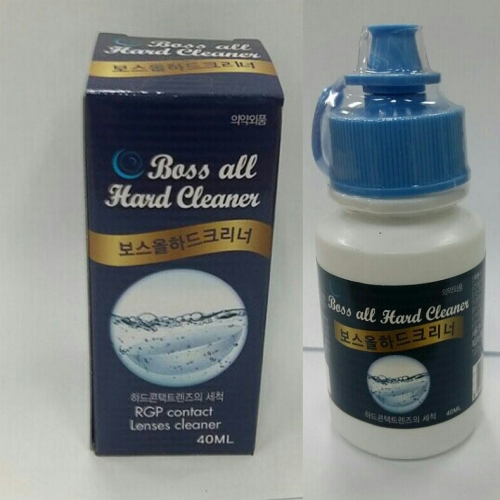 Boss all
Hard Cleaner
보스올하드크리너
의약외품
Boss all
Hard Cleaner
보스올하드크리너
하드콘택트렌즈의 세척
RGP contact
Lenses cleaner
40ML
의약외품
Boss all Hard Cleaner
보스올하드크리너
하드콘택트렌즈의 세척
40ML